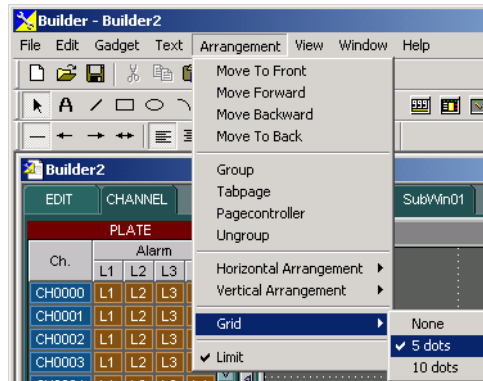 Builder - Builder2
File Edit Gadget Text Arrangement View Window Help
A
Move To Front
Move Forward
Move Backward
Move To Back
Group
Tabpage
Pagecontroller
Ungroup
Horizontal Arrangement
Vertical Arrangement
Grid
Limit
None
5 dots
10 dots
Builder2
EDIT CHANNEL SubWin01
PLATE
Ch. Alarm
L1 L2 L3
CH0000 L1 L2 L3
CH0001 L1 L2 L3
CH0002 L1 L2 L3
CH0003 L1 L2 L3